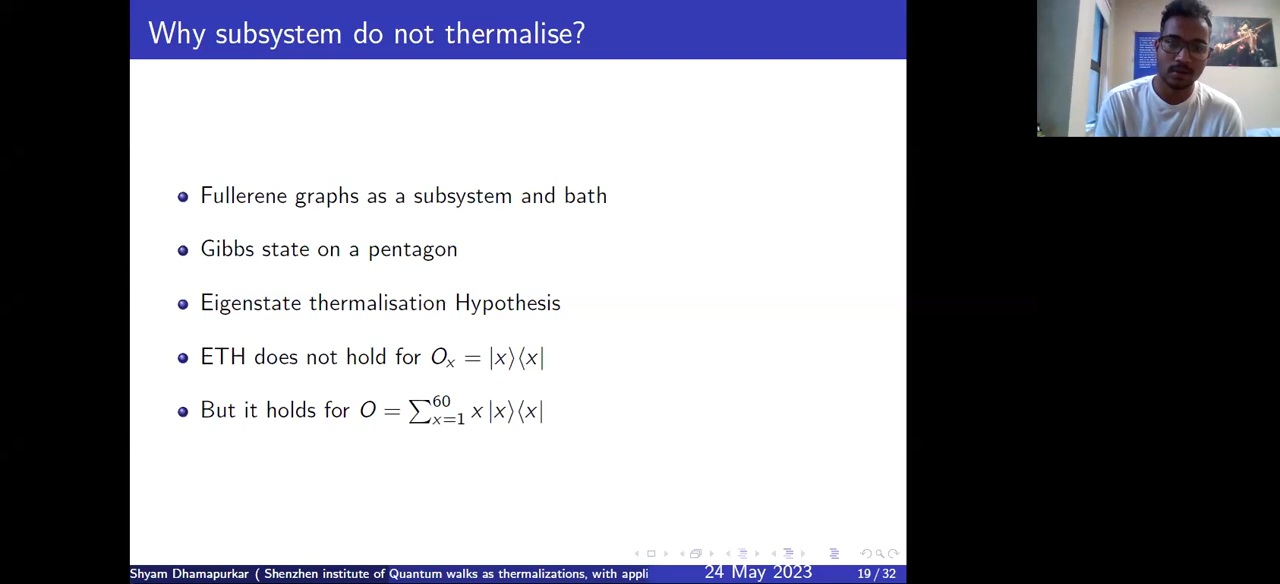 Why subsystem do not thermalise?
Fullerene graphs as a subsystem and bath
Gibbs state on a pentagon
Eigenstate thermalisation Hypothesis
ETH does not hold for Oₓ = |x⟩⟨x|
But it holds for O = ∑⁶⁰ₓ₌₁ x |x⟩⟨x|
Shyam Dhamapurkar ( Shenzhen institute of Quantum walks as thermalizations, with appli 24 May 2023 19 / 32